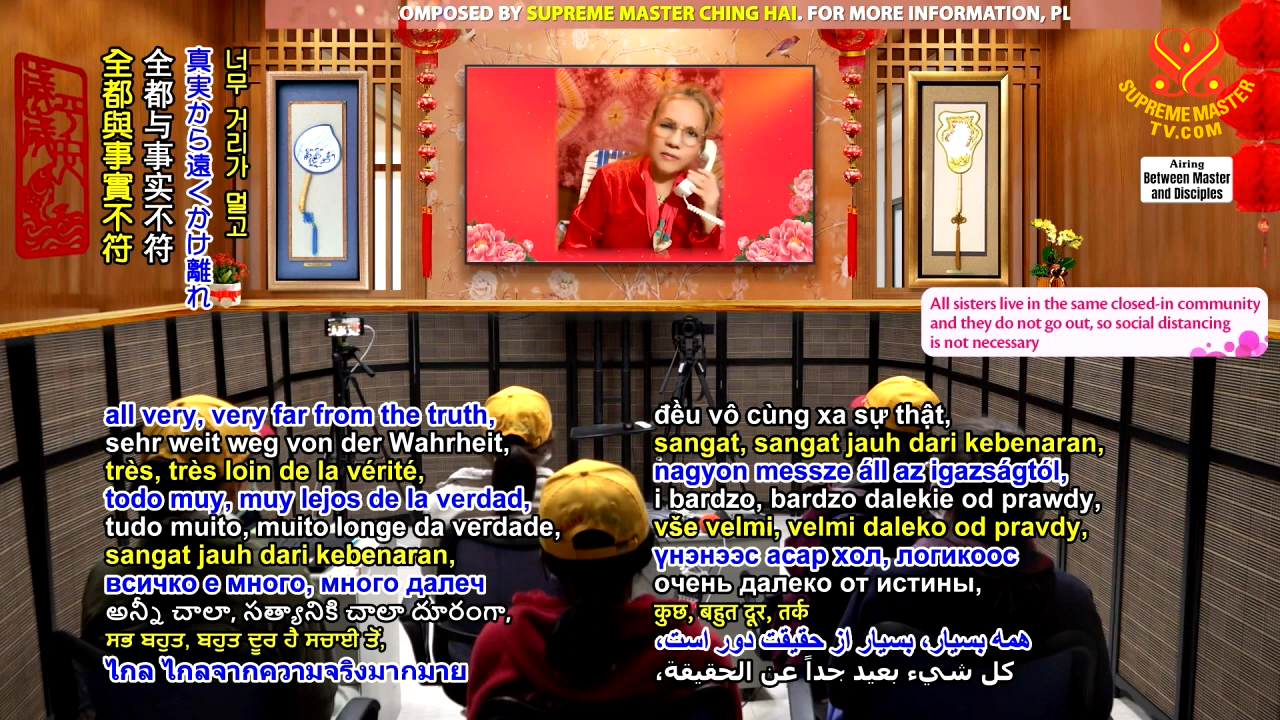 COMPOSED BY SUPREME MASTER CHING HAI. FOR MORE INFORMATION, PL
SUPREME MASTER
TV.COM
Airing
Between Master
and Disciples
全都與事實不符
全都与事实不符
真実から遠くかけ離れ
너무 거리가 멀고
All sisters live in the same closed-in community
and they do not go out, so social distancing
is not necessary
all very, very far from the truth,
sehr weit weg von der Wahrheit,
très, très loin de la vérité,
todo muy, muy lejos de la verdad,
tudo muito, muito longe da verdade,
sangat jauh dari kebenaran,
всичко е много, много далеч
అన్నీ చాలా, సత్యానికి చాలా దూరంగా,
ਸਭ ਬਹੁਤ, ਬਹੁਤ ਦੂਰ ਹੈ ਸਚਾਈ ਤੋਂ,
ไกล ไกลจากความจริงมากมาย
đều vô cùng xa sự thật,
sangat, sangat jauh dari kebenaran,
nagyon messze áll az igazságtól,
i bardzo, bardzo dalekie od prawdy,
vše velmi, velmi daleko od pravdy,
үнэнээс асар хол, логикоос
очень далеко от истины,
कुछ, बहुत दूर, तर्क
همه بسیار، بسیار از حقیقت دور است،
كل شيء بعيد جداً عن الحقيقة،